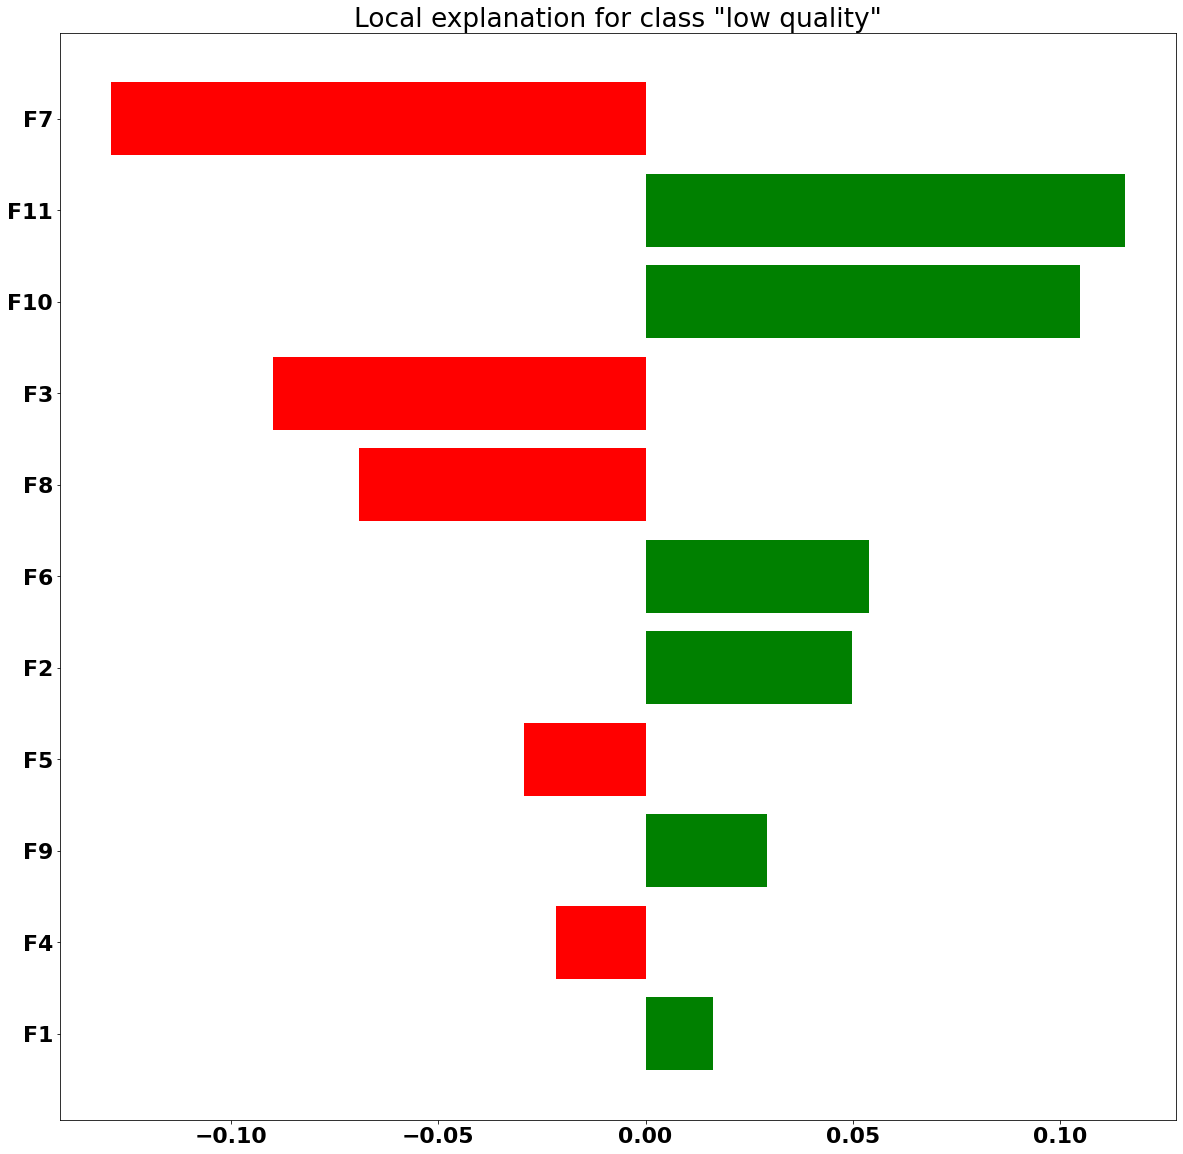 Local explanation for class "low quality"
F7
F11
F10
F3
F8
F6
F2
F5
F9
F4
F1
−0.10 −0.05 0.00 0.05 0.10